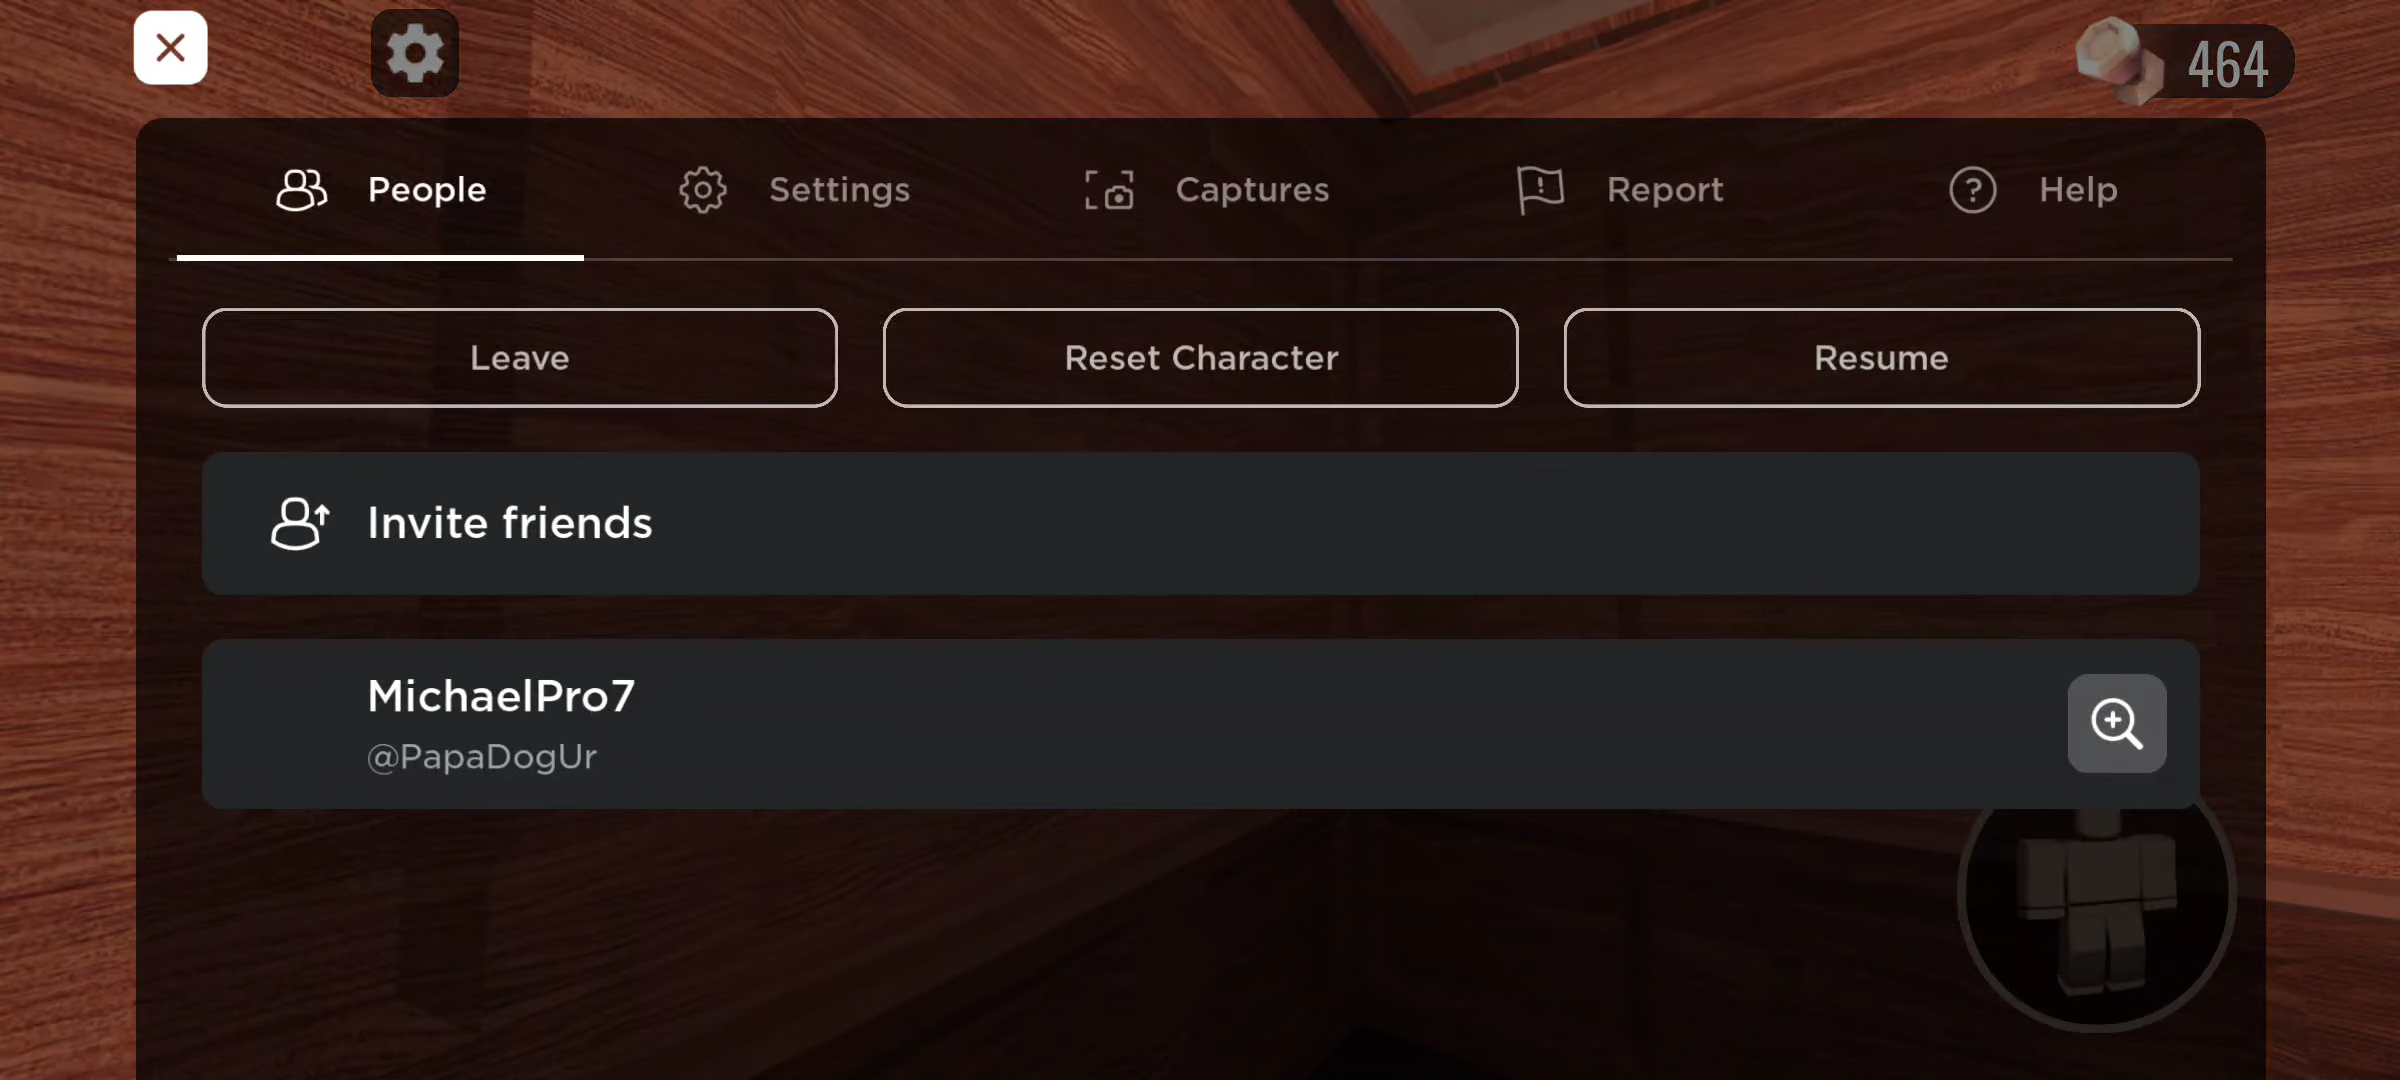 464
People
Settings
Captures
Report
Help
Leave
Reset Character
Resume
Invite friends
MichaelPro7
@PapaDogUr